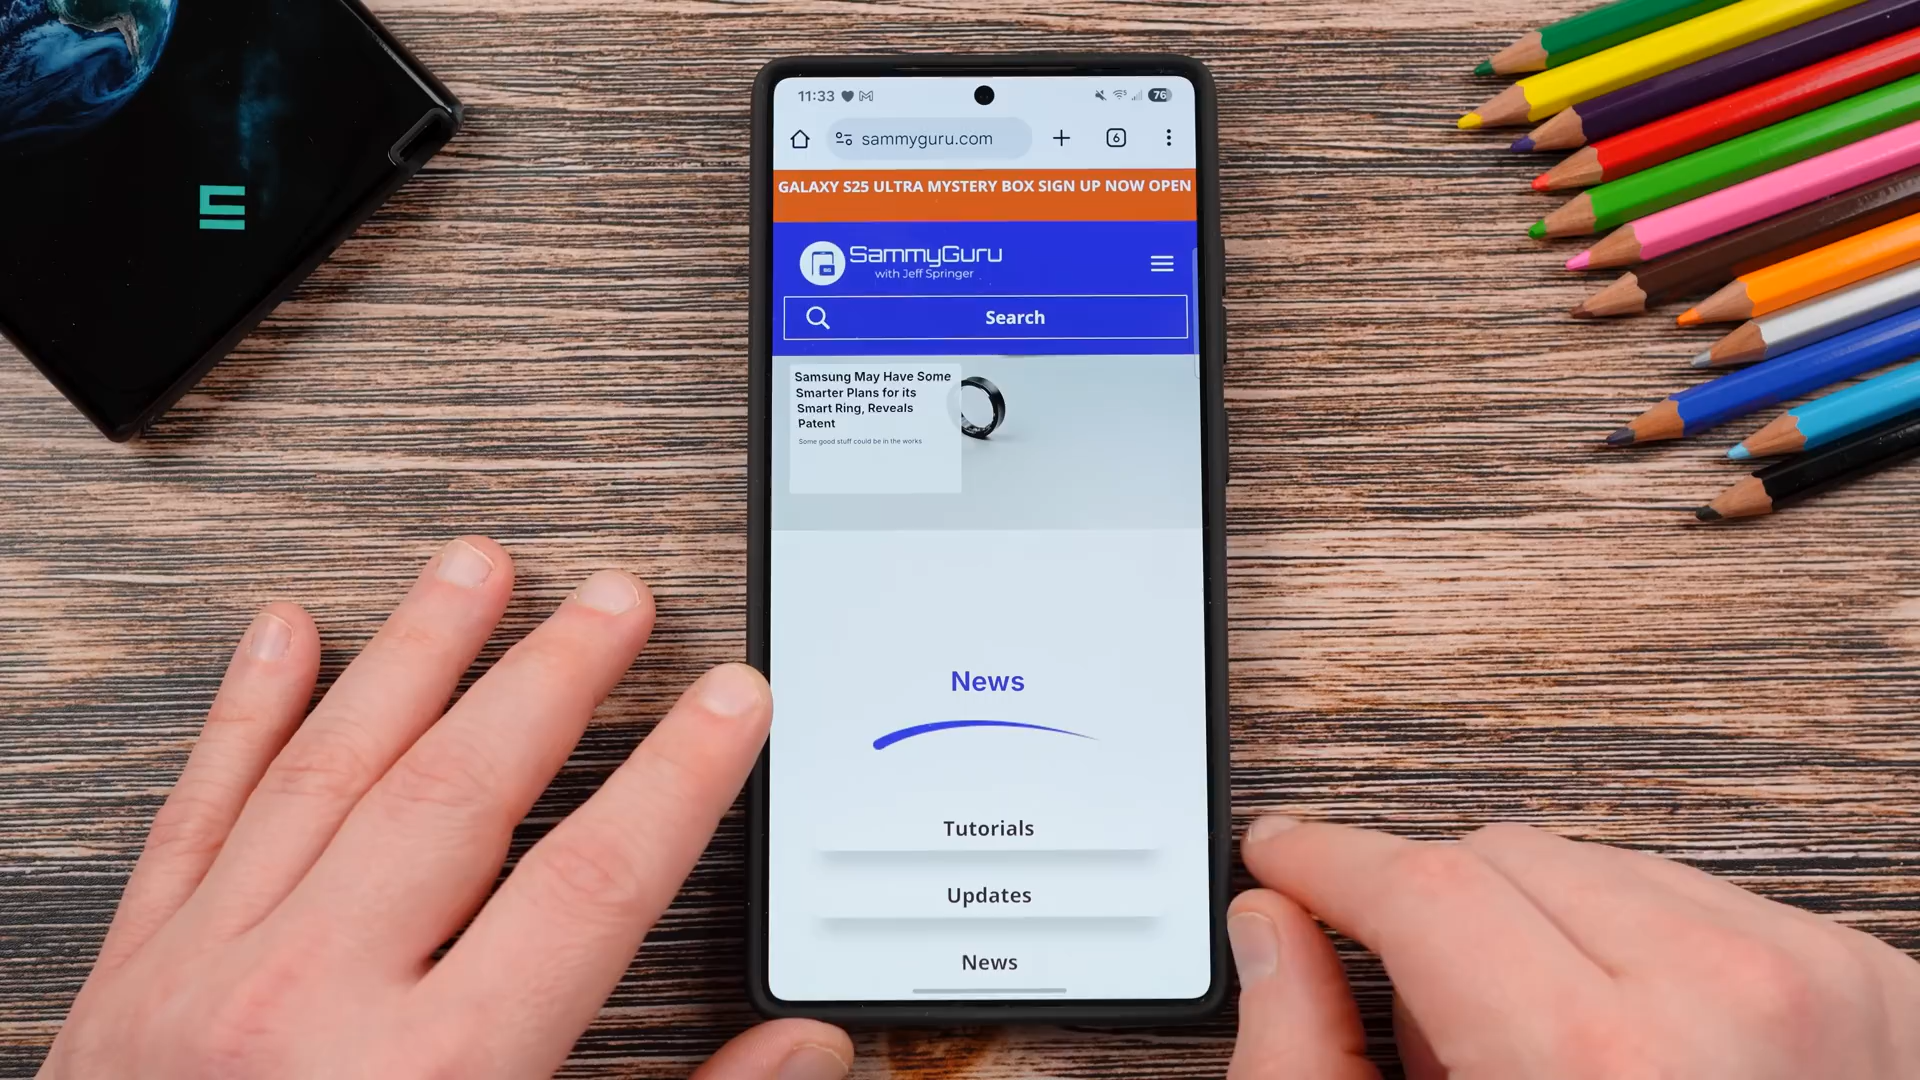 11:33
76
sammyguru.com
6
GALAXY S25 ULTRA MYSTERY BOX SIGN UP NOW OPEN
SammyGuru
with Jeff Springer
Search
Samsung May Have Some
Smarter Plans for its
Smart Ring, Reveals
Patent
Some good stuff could be in the works
News
Tutorials
Updates
News